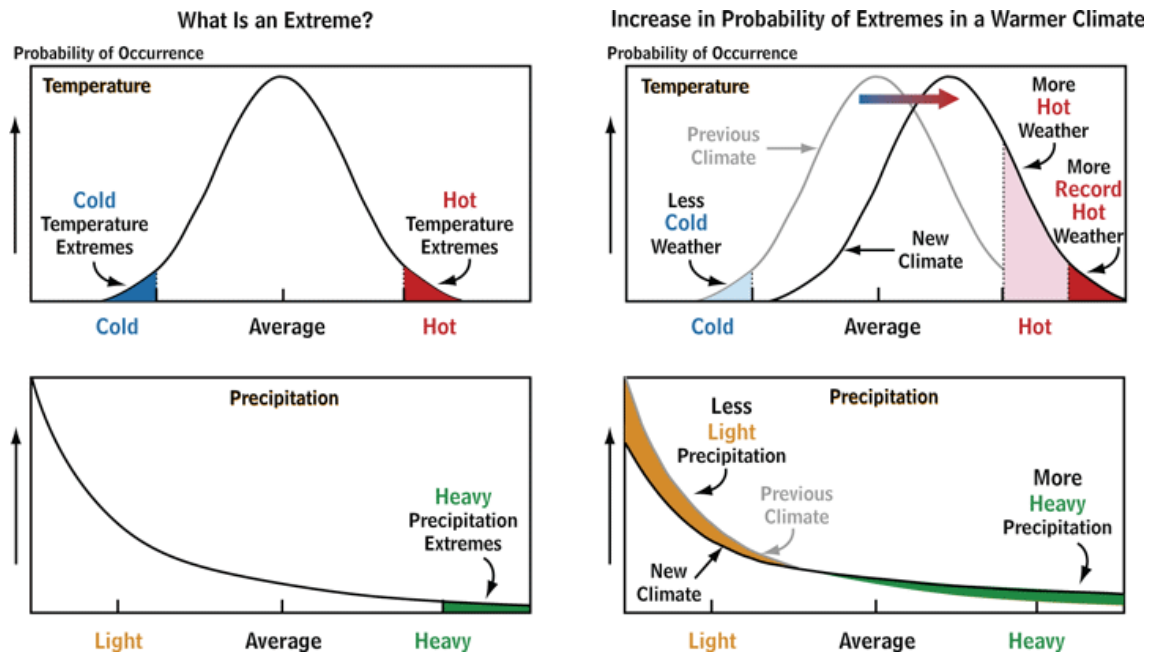 What Is an Extreme?
Probability of Occurrence
Temperature
Cold
Temperature
Extremes
Hot
Temperature
Extremes
Cold
Average
Hot
Increase in Probability of Extremes in a Warmer Climate
Probability of Occurrence
Temperature
Previous
Climate
Less
Cold
Weather
New
Climate
More
Hot
Weather
More
Record
Hot
Weather
Cold
Average
Hot
Precipitation
Heavy
Precipitation
Extremes
Light
Average
Heavy
Precipitation
Less
Light
Precipitation
Previous
Climate
New
Climate
More
Heavy
Precipitation
Light
Average
Heavy